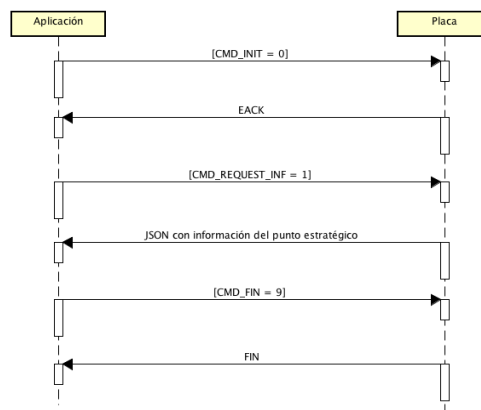 Aplicación
Placa
[CMD_INIT = 0]
EACK
[CMD_REQUEST_INF = 1]
JSON con información del punto estratégico
[CMD_FIN = 9]
FIN